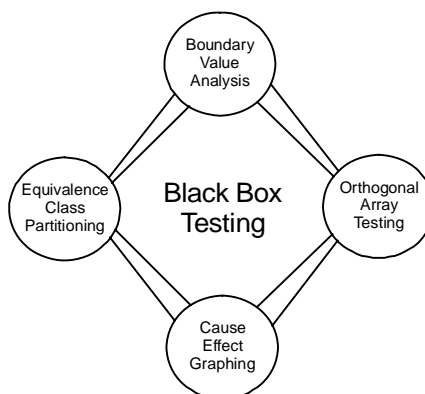 Boundary
Value
Analysis
Equivalence
Class
Partitioning
Black Box
Testing
Orthogonal
Array
Testing
Cause
Effect
Graphing